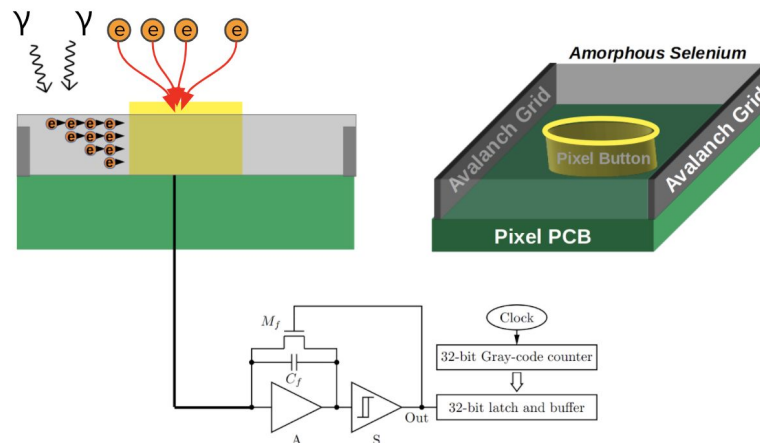 γ γ e e e e
Amorphous Selenium
e e e e
e e e
e e
e
Avalanch Grid
Pixel Button
Avalanch Grid
Pixel PCB
M_f
Clock
C_f
32-bit Gray-code counter
32-bit latch and buffer
Out
A
S